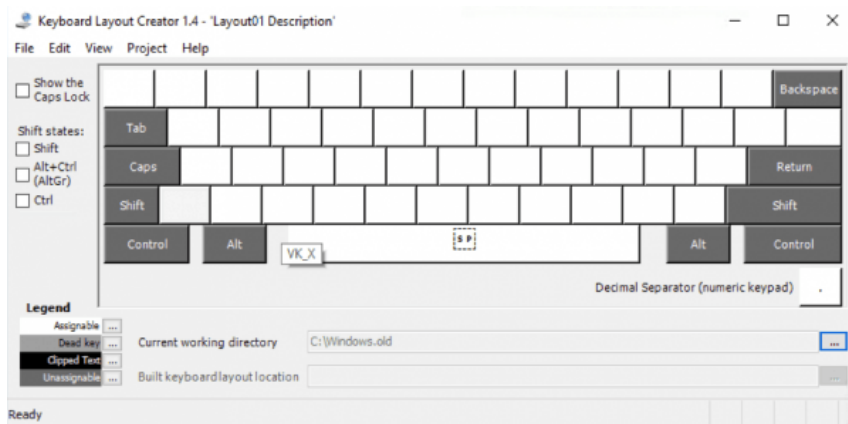 Keyboard Layout Creator 1.4 - 'Layout01 Description'
File Edit View Project Help
Show the
Caps Lock
Backspace
Shift states:
Tab
Shift
Alt+Ctrl
(AltGr)
Caps
Return
Ctrl
Shift
Shift
Control
Alt
S P
Alt
Control
VK_X
Decimal Separator (numeric keypad)
.
Legend
Assignable ...
Dead key ...
Current working directory
C:\Windows.old
...
Clipped Text ...
Unassignable ...
Built keyboard layout location
...
Ready